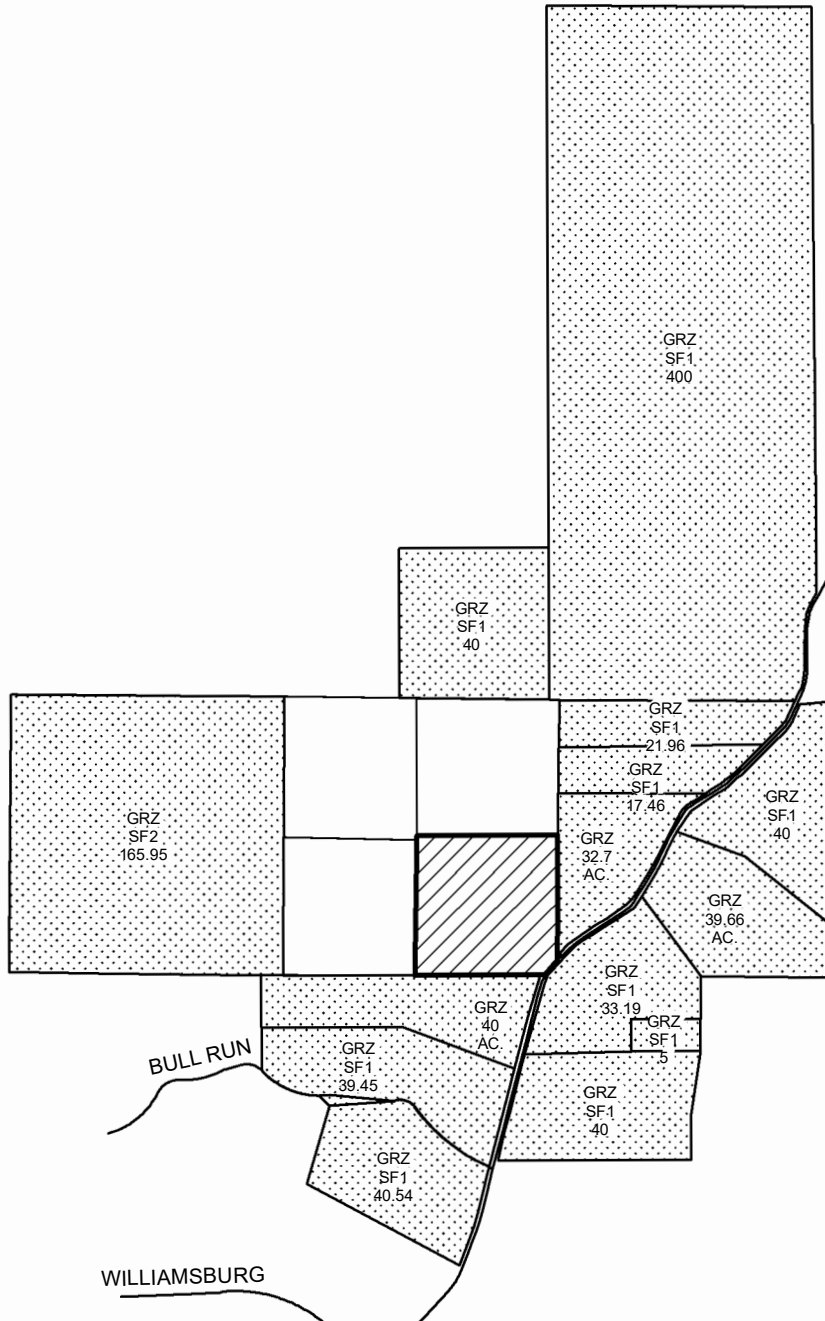 GRZ
SF1
400
GRZ
SF1
40
GRZ
SF1
21.96
GRZ
SF1
17.46
GRZ
SF1
40
GRZ
SF2
165.95
GRZ
32.7
AC.
GRZ
39.66
AC
GRZ
SF1
33.19
GRZ
40
AC.
GRZ
SF1
5
BULL RUN
GRZ
SF1
39.45
GRZ
SF1
40
GRZ
SF1
40.54
WILLIAMSBURG